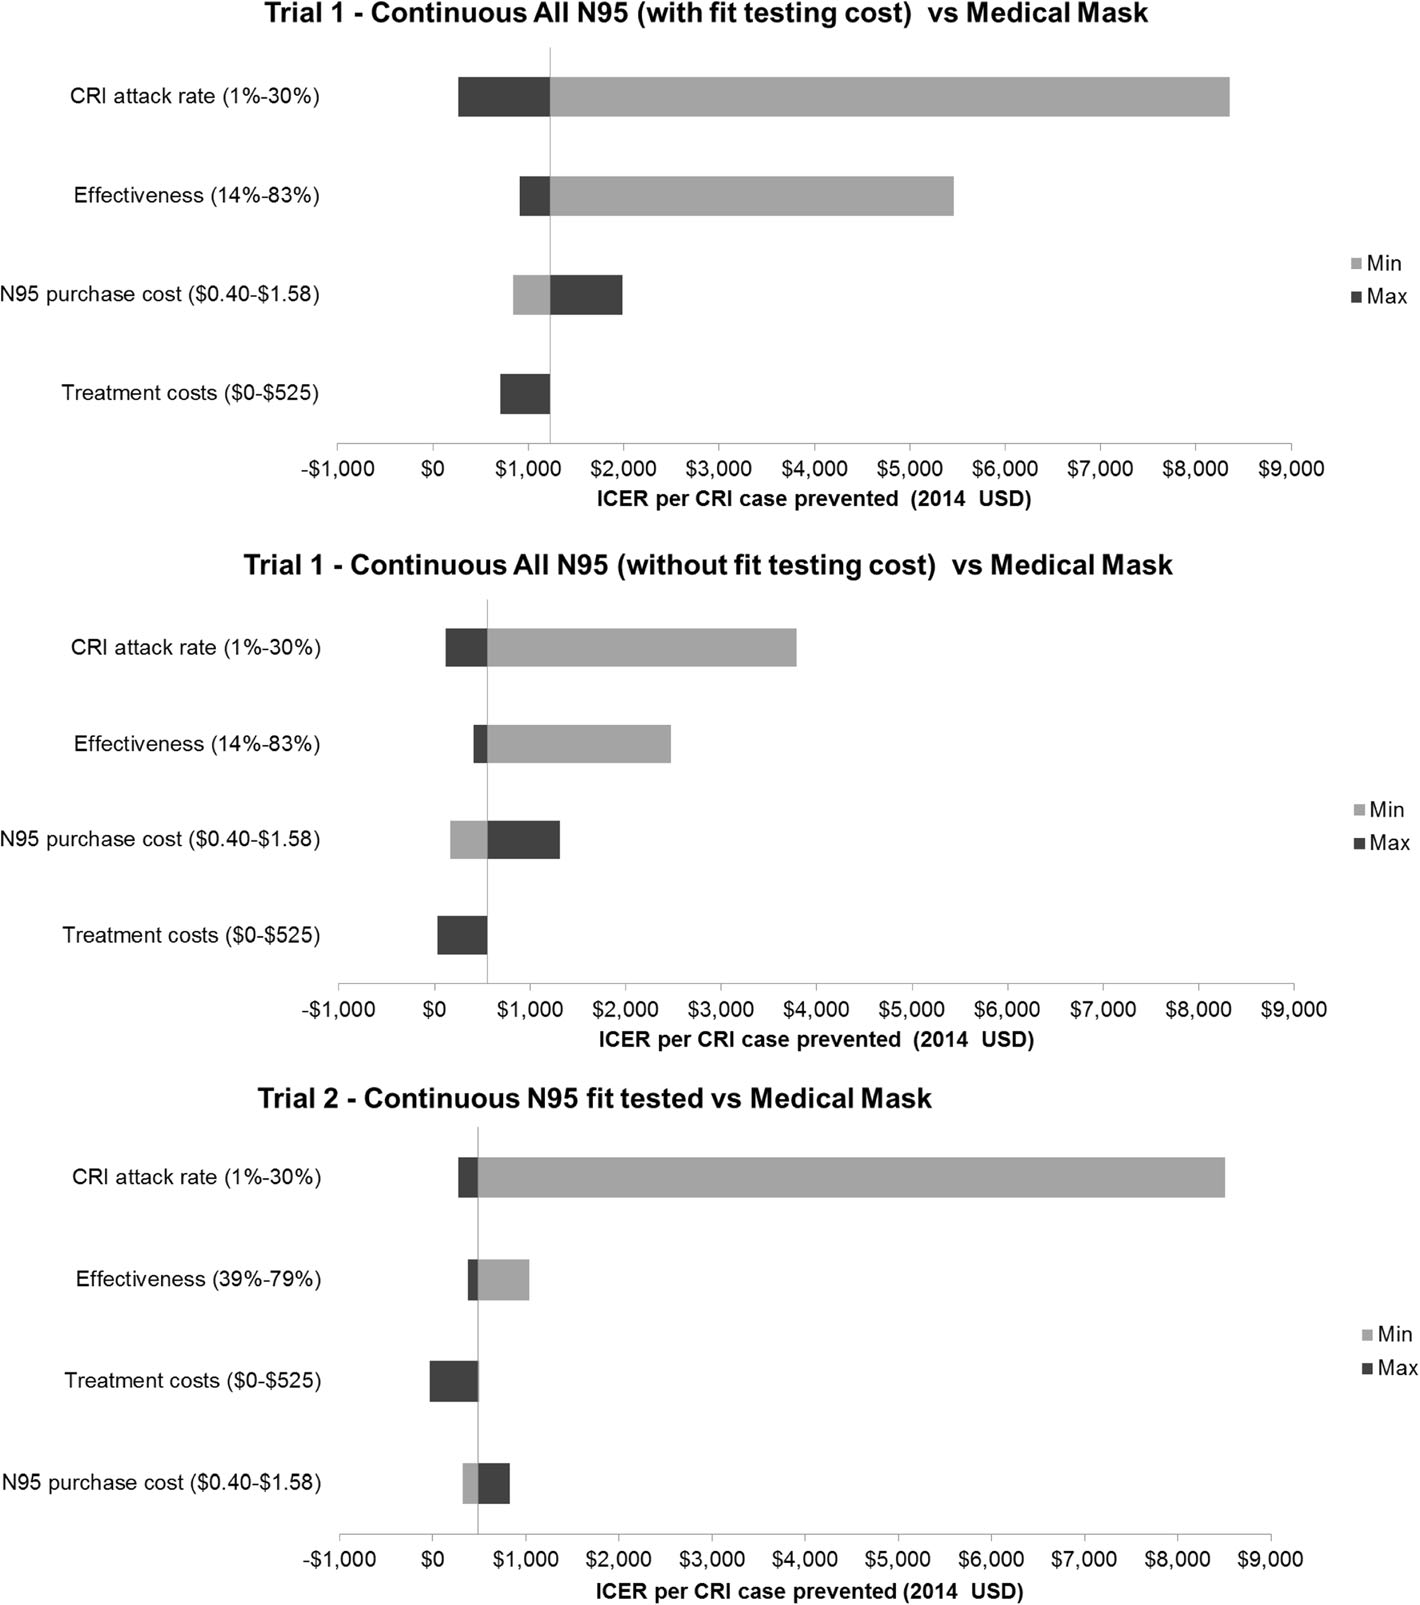 Trial 1 - Continuous All N95 (with fit testing cost) vs Medical Mask
CRI attack rate (1%-30%)
Effectiveness (14%-83%)
N95 purchase cost ($0.40-$1.58)
Treatment costs ($0-$525)
Min
Max
-$1,000 $0 $1,000 $2,000 $3,000 $4,000 $5,000 $6,000 $7,000 $8,000 $9,000
ICER per CRI case prevented (2014 USD)
Trial 1 - Continuous All N95 (without fit testing cost) vs Medical Mask
CRI attack rate (1%-30%)
Effectiveness (14%-83%)
N95 purchase cost ($0.40-$1.58)
Treatment costs ($0-$525)
Min
Max
-$1,000 $0 $1,000 $2,000 $3,000 $4,000 $5,000 $6,000 $7,000 $8,000 $9,000
ICER per CRI case prevented (2014 USD)
Trial 2 - Continuous N95 fit tested vs Medical Mask
CRI attack rate (1%-30%)
Effectiveness (39%-79%)
Treatment costs ($0-$525)
N95 purchase cost ($0.40-$1.58)
Min
Max
-$1,000 $0 $1,000 $2,000 $3,000 $4,000 $5,000 $6,000 $7,000 $8,000 $9,000
ICER per CRI case prevented (2014 USD)